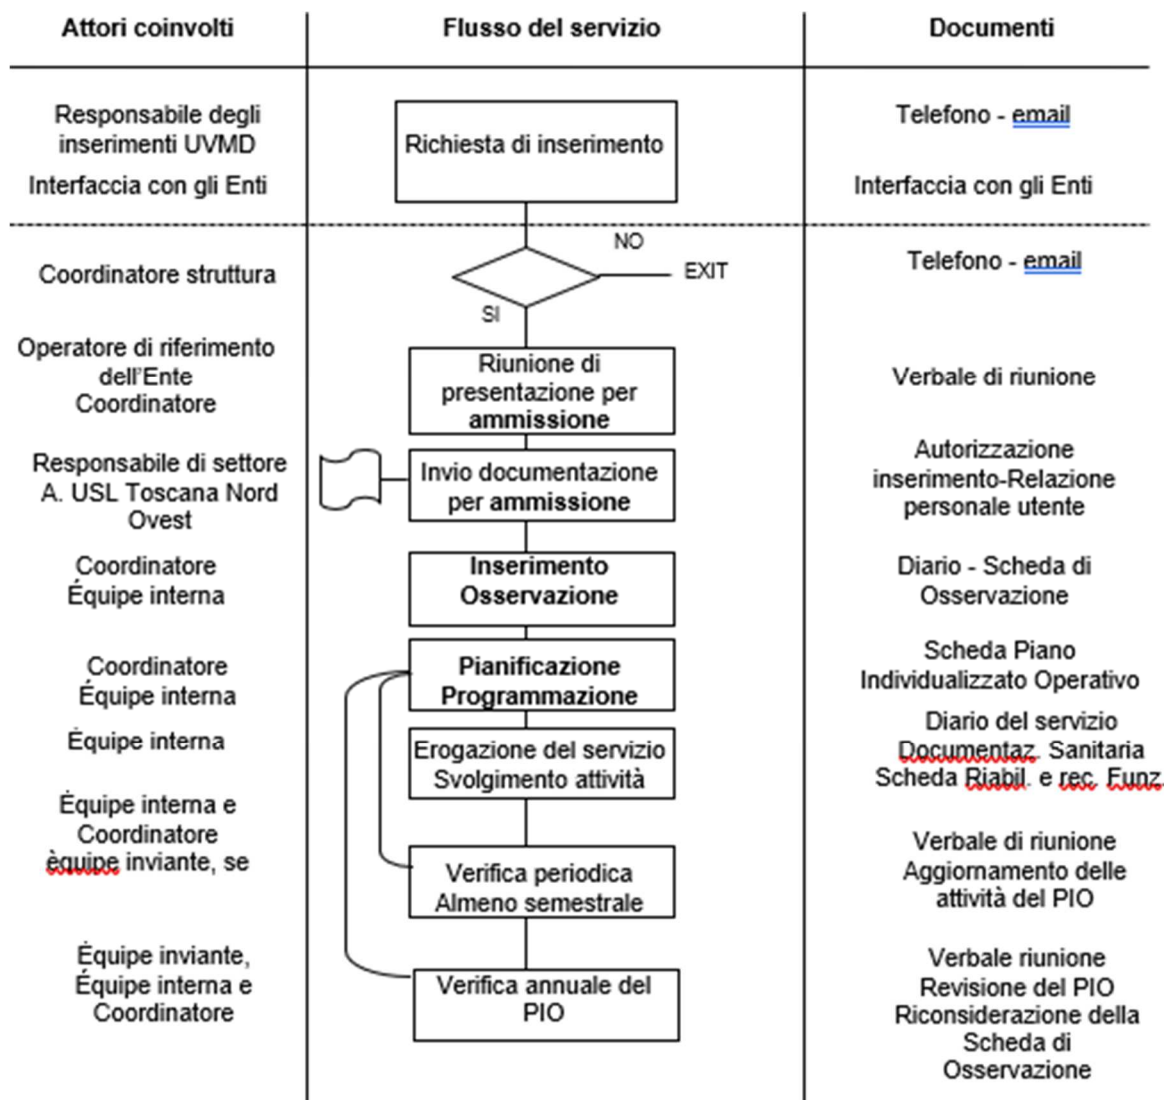 Attori coinvolti
Flusso del servizio
Documenti
Responsabile degli
inserimenti UVMD
Interfaccia con gli Enti
Richiesta di inserimento
Telefono - email
Interfaccia con gli Enti
Coordinatore struttura
NO
EXIT
SI
Telefono - email
Operatore di riferimento
dell'Ente
Coordinatore
Riunione di
presentazione per
ammissione
Verbale di riunione
Responsabile di settore
A. USL Toscana Nord
Ovest
Invio documentazione
per ammissione
Autorizzazione
inserimento-Relazione
personale utente
Coordinatore
Équipe interna
Inserimento
Osservazione
Diario - Scheda di
Osservazione
Coordinatore
Équipe interna
Pianificazione
Programmazione
Scheda Piano
Individualizzato Operativo
Équipe interna
Erogazione del servizio
Svolgimento attività
Diario del servizio
Documentaz. Sanitaria
Scheda Riabil. e rec. Funz.
Équipe interna e
Coordinatore
èquipe inviante, se
Verifica periodica
Almeno semestrale
Verbale di riunione
Aggiornamento delle
attività del PIO
Équipe inviante,
Équipe interna e
Coordinatore
Verifica annuale del
PIO
Verbale riunione
Revisione del PIO
Riconsiderazione della
Scheda di
Osservazione